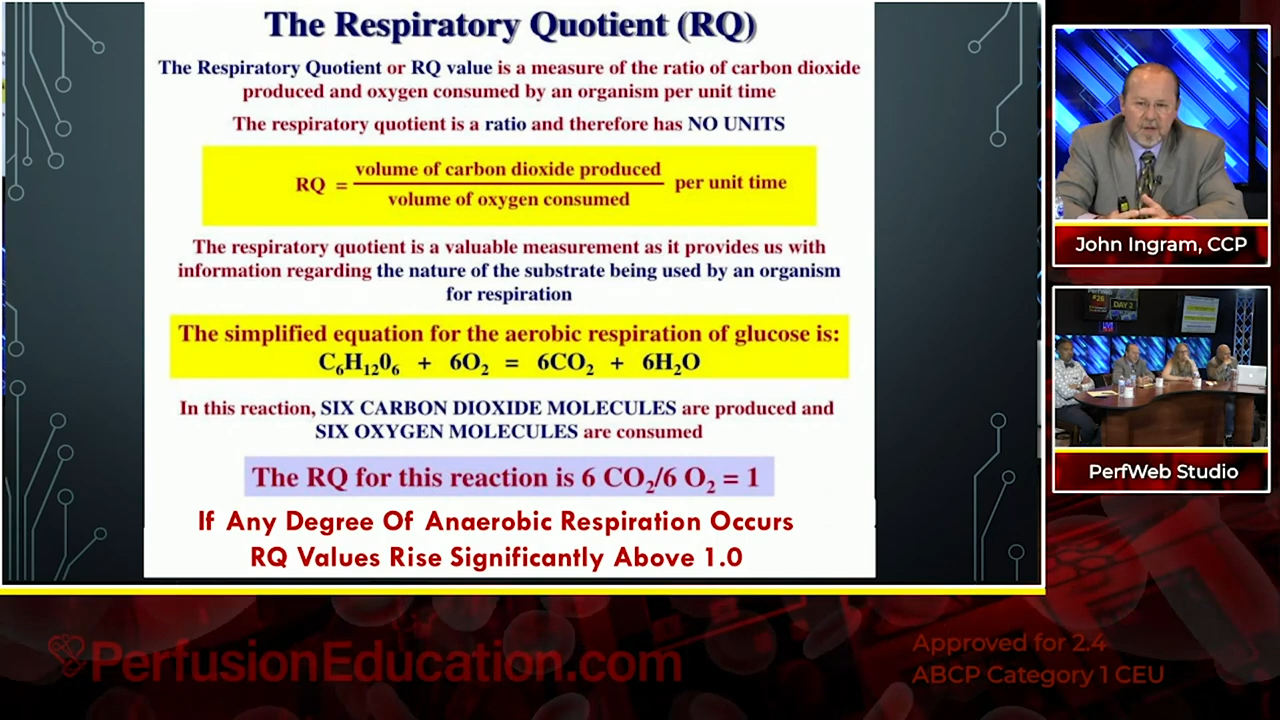 The Respiratory Quotient (RQ)
The Respiratory Quotient or RQ value is a measure of the ratio of carbon dioxide
produced and oxygen consumed by an organism per unit time
The respiratory quotient is a ratio and therefore has NO UNITS
RQ = volume of carbon dioxide produced
volume of oxygen consumed
per unit time
The respiratory quotient is a valuable measurement as it provides us with
information regarding the nature of the substrate being used by an organism
for respiration
The simplified equation for the aerobic respiration of glucose is:
C₆H₁₂0₆ + 6O₂ = 6CO₂ + 6H₂O
In this reaction, SIX CARBON DIOXIDE MOLECULES are produced and
SIX OXYGEN MOLECULES are consumed
The RQ for this reaction is 6 CO₂/6 O₂ = 1
If Any Degree Of Anaerobic Respiration Occurs
RQ Values Rise Significantly Above 1.0
John Ingram, CCP
DAY 2
PerfWeb Studio
PerfusionEducation.com
Approved for 2.4
ABCP Category 1 CEU